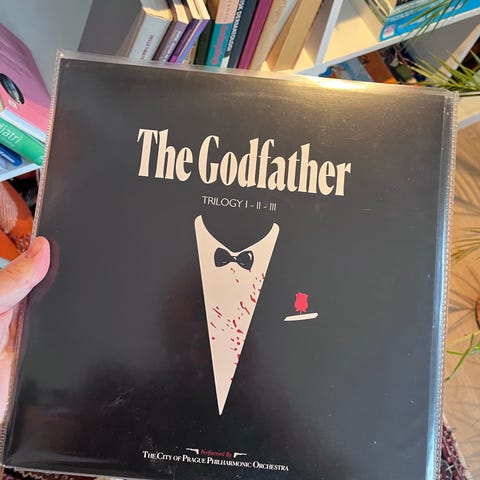 The Godfather
TRILOGY I - II - III
Performed By
THE CITY OF PRAGUE PHILHARMONIC ORCHESTRA